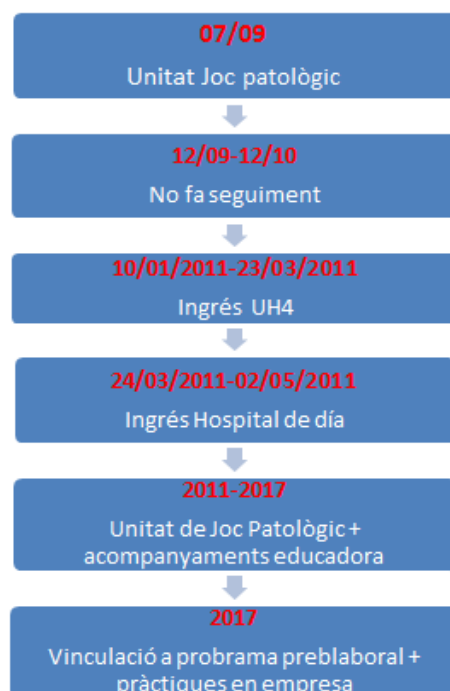 07/09
Unitat Joc patològic
12/09-12/10
No fa seguiment
10/01/2011-23/03/2011
Ingrés UH4
24/03/2011-02/05/2011
Ingrés Hospital de día
2011-2017
Unitat de Joc Patològic +
acompanyaments educadora
2017
Vinculació a probrama preblaboral +
pràctiques en empresa